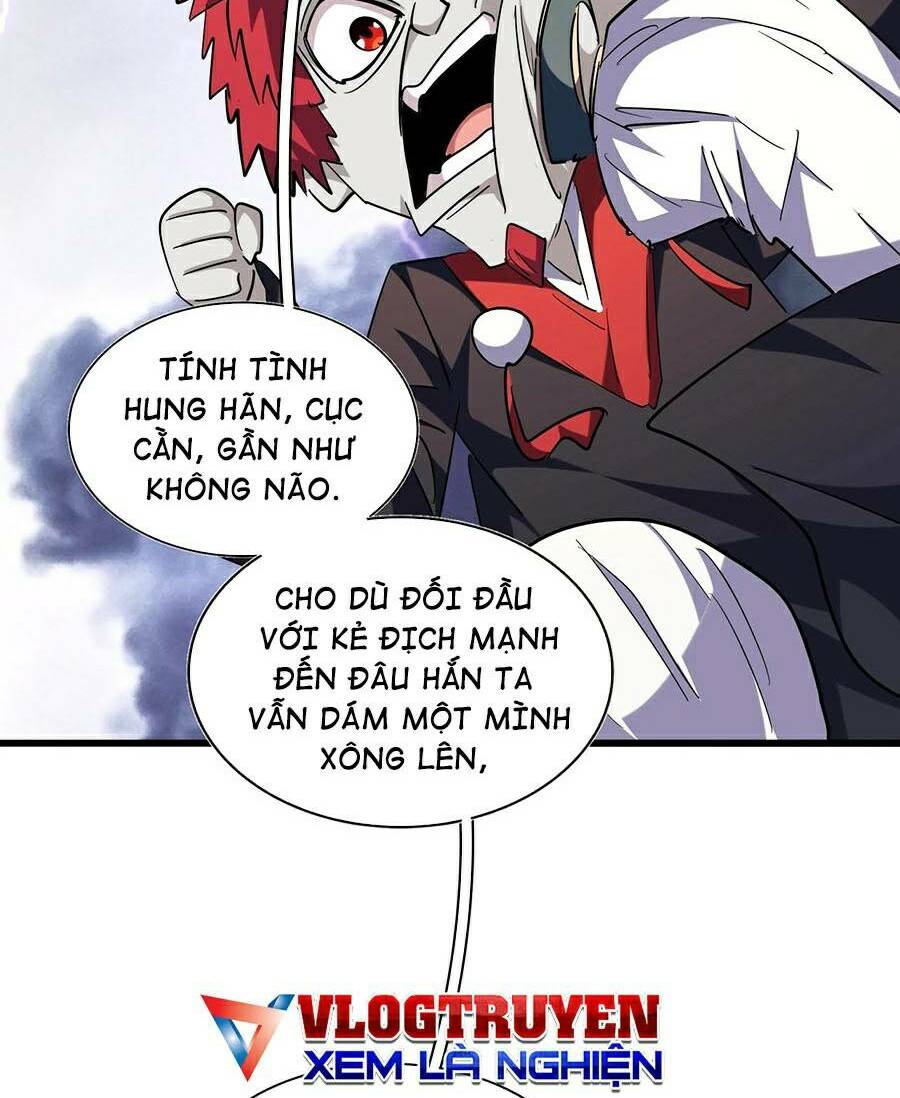 TÍNH TÌNH
HUNG HÃN, CỤC
CẰN, GẦN NHƯ
KHÔNG NÃO.
CHO DÙ ĐỐI ĐẦU
VỚI KẺ ĐỊCH MẠNH
ĐẾN ĐÂU HẮN TA
VẪN DÁM MỘT MÌNH
XÔNG LÊN,
VLOGTRUYEN
XEM LÀ NGHIỆN